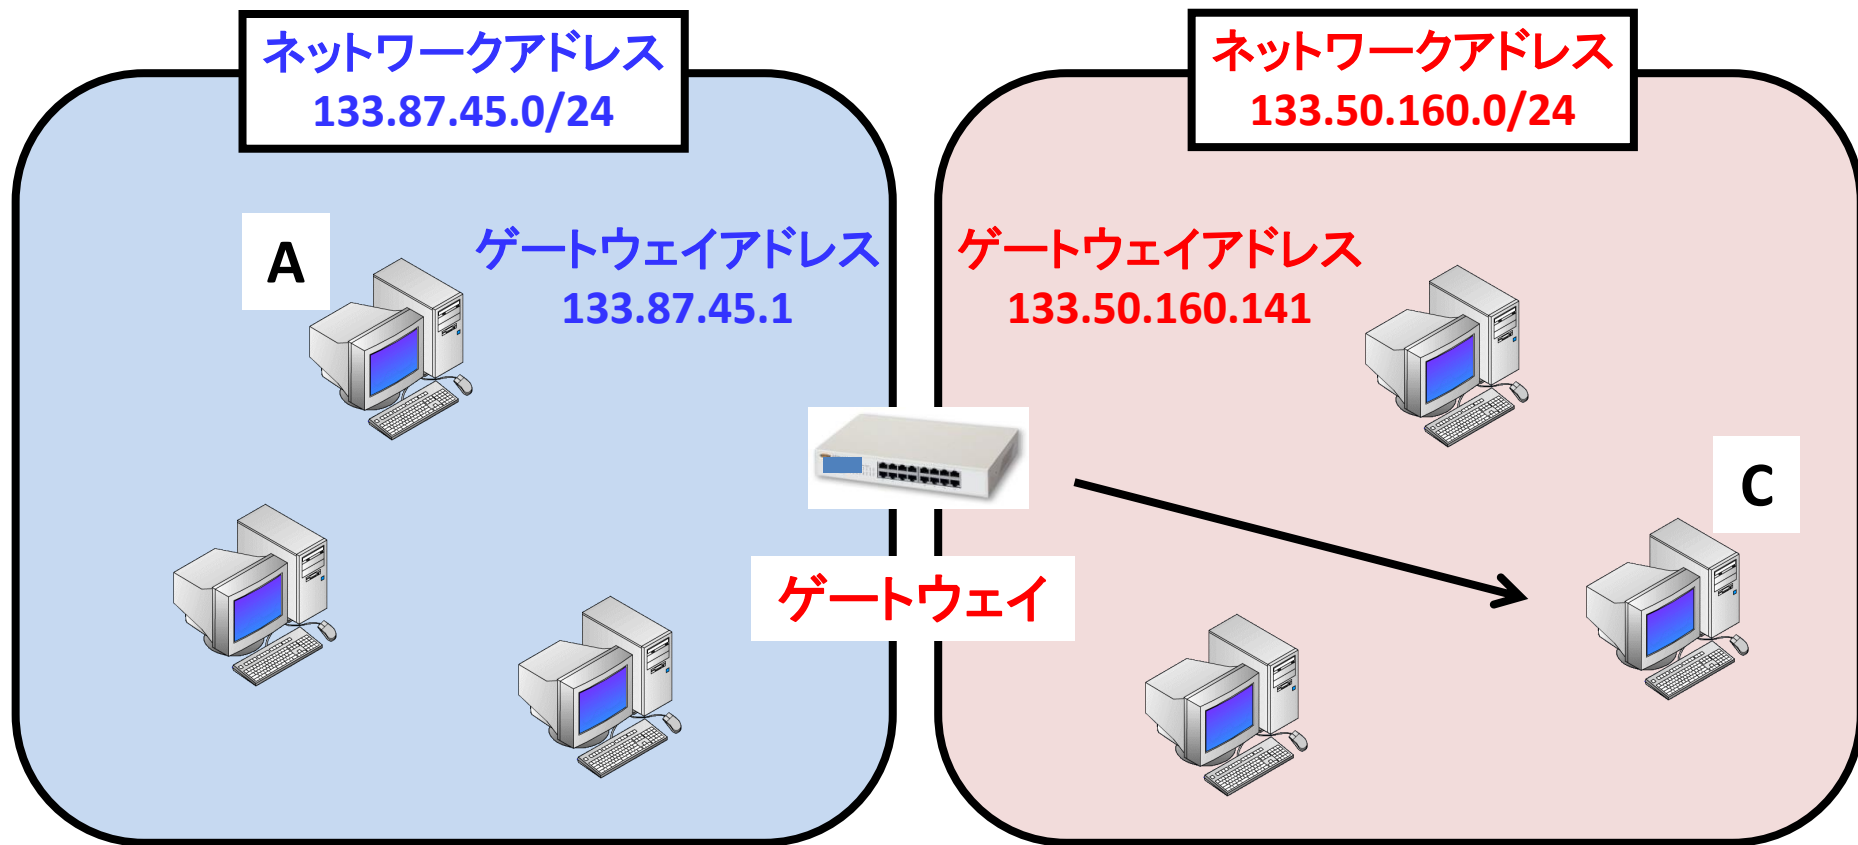 ネットワークアドレス
133.87.45.0/24
ネットワークアドレス
133.50.160.0/24
A
ゲートウェイアドレス
133.87.45.1
ゲートウェイアドレス
133.50.160.141
C
ゲートウェイ